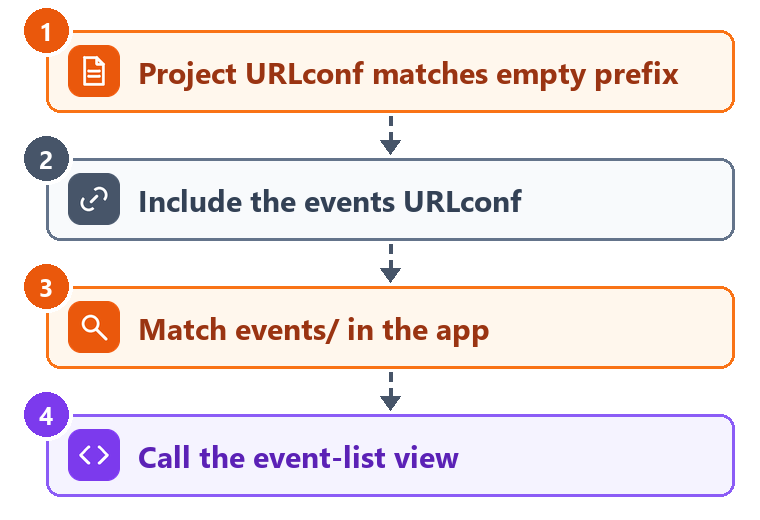 1
Project URLconf matches empty prefix
2
Include the events URLconf
3
Match events/ in the app
4
Call the event-list view